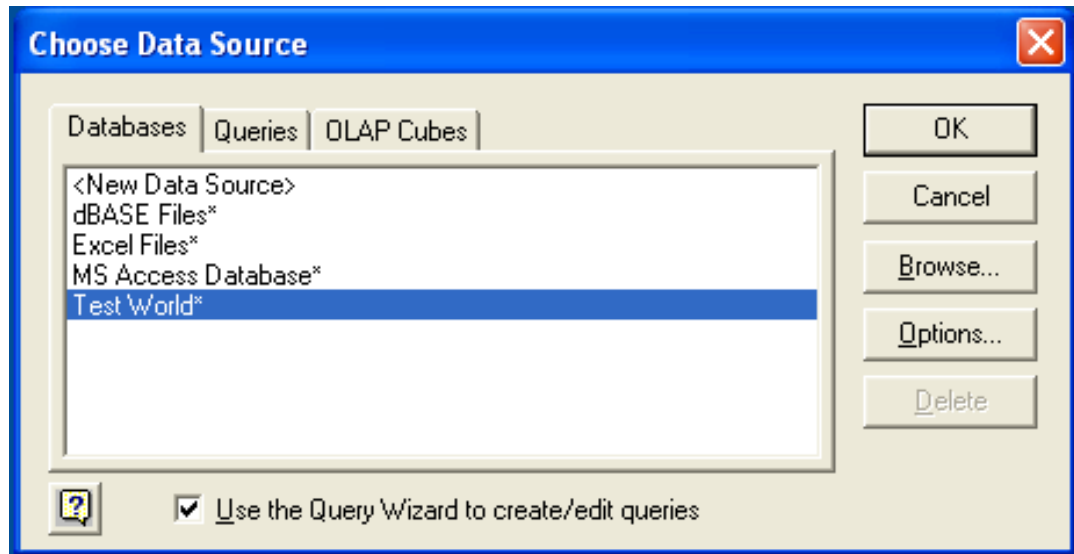 Choose Data Source
Databases Queries OLAP Cubes
<New Data Source>
dBASE Files*
Excel Files*
MS Access Database*
Test World*
OK
Cancel
Browse...
Options...
Delete
Use the Query Wizard to create/edit queries